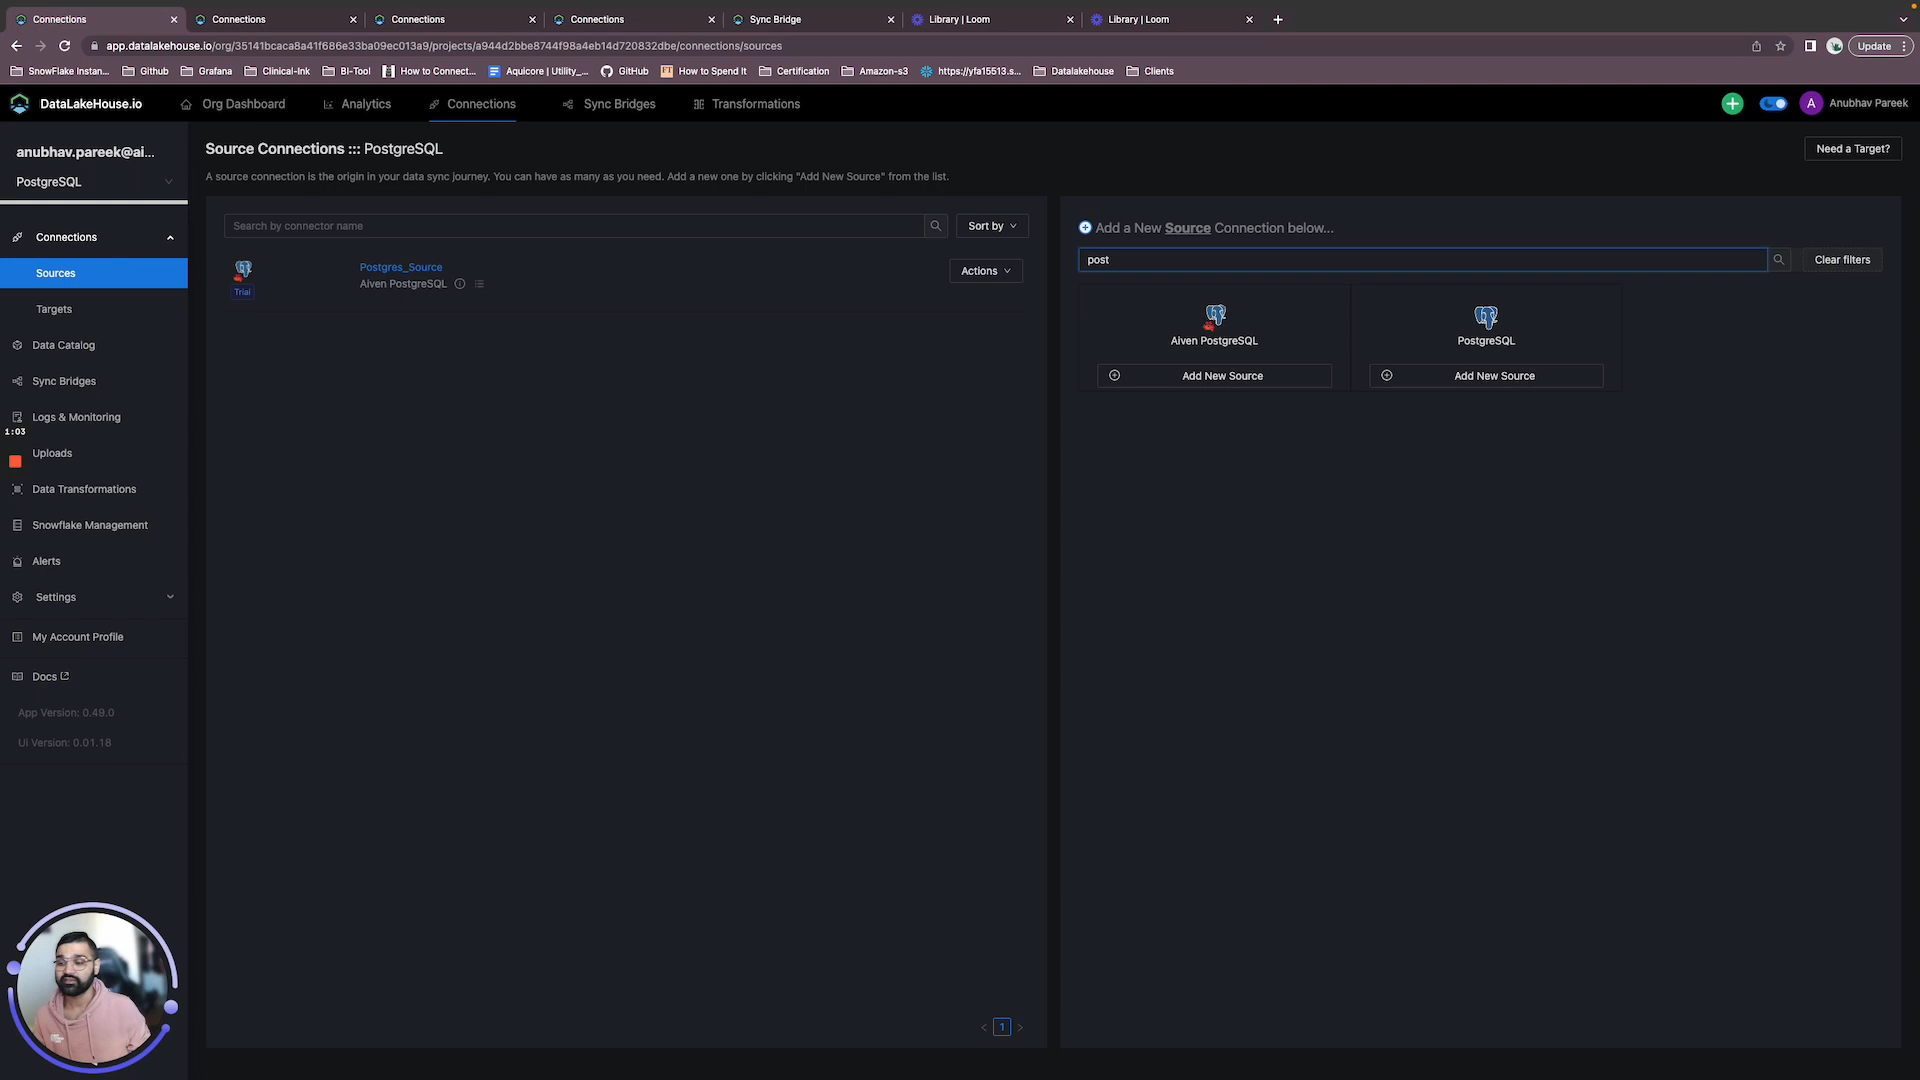 Connections
Connections
Connections
Connections
Sync Bridge
Library | Loom
Library | Loom
app.datalakehouse.io/org/35141bcaca8a41f686e33ba09ec013a9/projects/a944d2bbe8744f98a4eb14d720832dbe/connections/sources
Update
SnowFlake Instan...
Github
Grafana
Clinical-Ink
BI-Tool
How to Connect...
Aquicore | Utility_...
GitHub
How to Spend It
Certification
Amazon-s3
https://yfa15513.s...
Datalakehouse
Clients
DataLakeHouse.io
Org Dashboard
Analytics
Connections
Sync Bridges
Transformations
A
Anubhav Pareek
anubhav.pareek@ai...
PostgreSQL
Connections
Sources
Targets
Data Catalog
Sync Bridges
Logs & Monitoring
1:03
Uploads
Data Transformations
Snowflake Management
Alerts
Settings
My Account Profile
Docs
App Version: 0.49.0
Ui Version: 0.01.18
Source Connections ::: PostgreSQL
Need a Target?
A source connection is the origin in your data sync journey. You can have as many as you need. Add a new one by clicking "Add New Source" from the list.
Search by connector name
Sort by
Postgres_Source
Aiven PostgreSQL
Trial
Actions
1
Add a New Source Connection below...
post
Clear filters
Aiven PostgreSQL
Add New Source
PostgreSQL
Add New Source